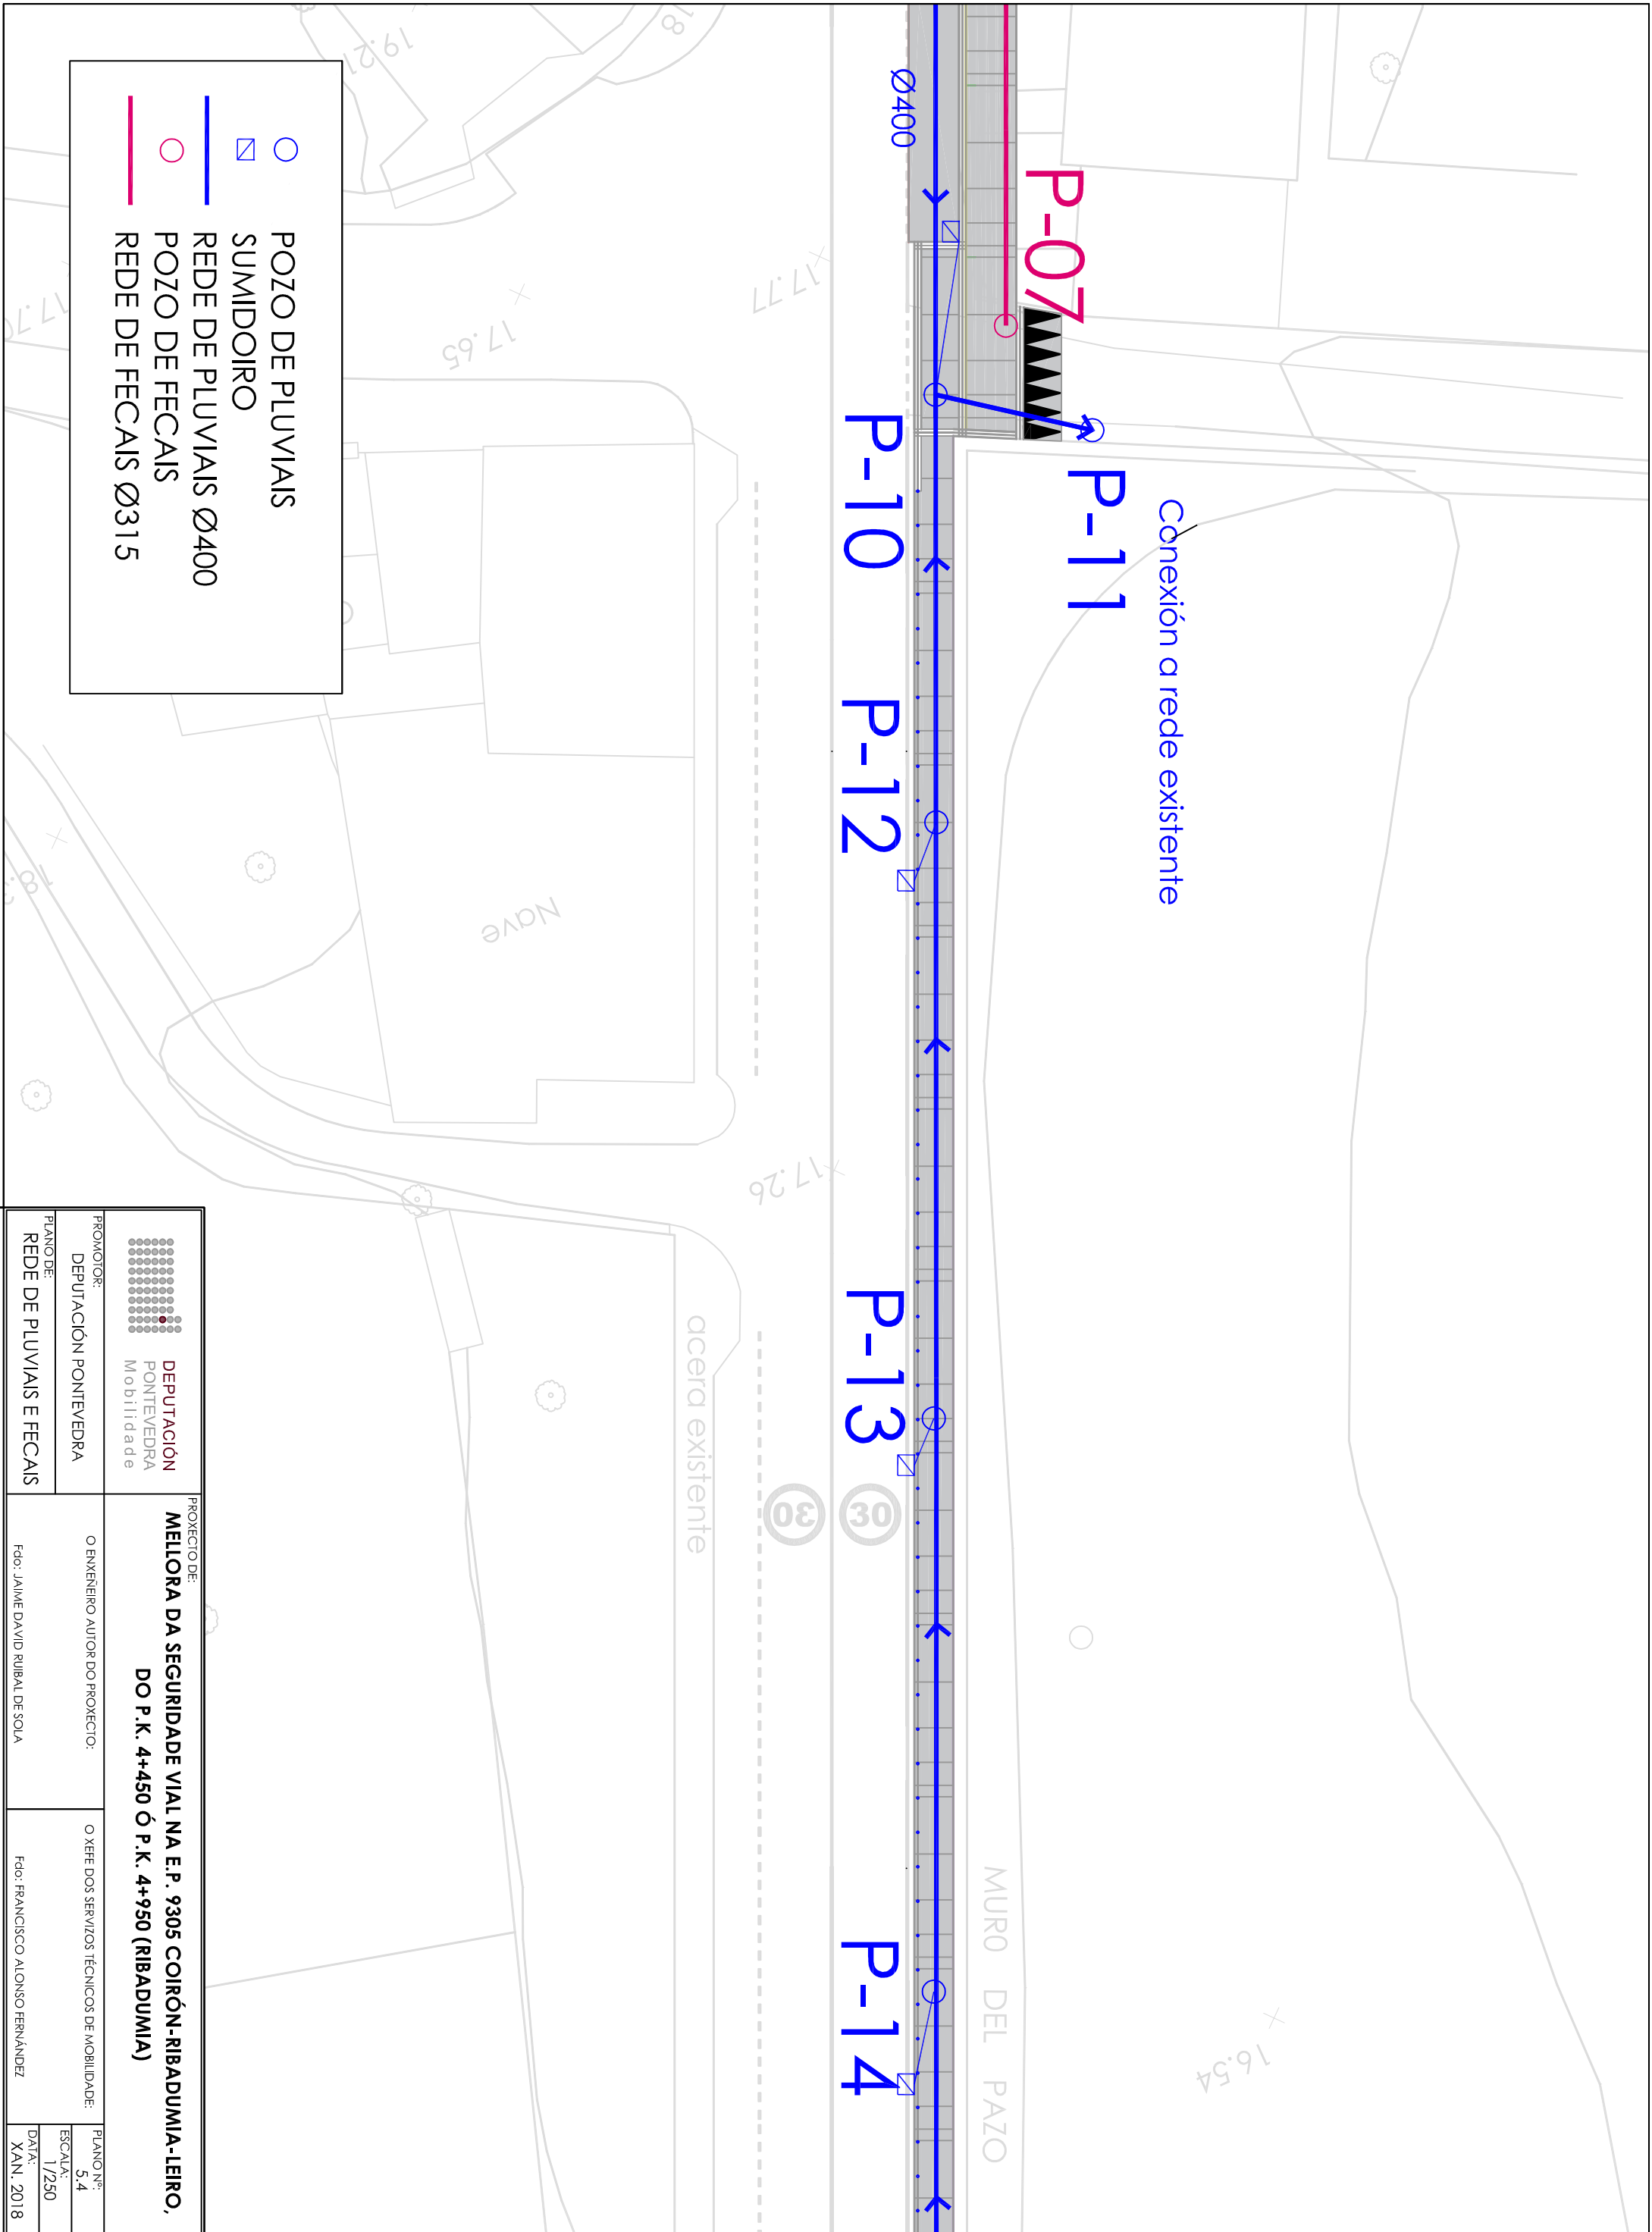 Ø400
P-07
P-10
P-11
Conexión a rede existente
P-12
P-13
P-14
19.21
18
17.77
17.65
17.70
17.26
16.54
Nave
acera existente
30
30
MURO DEL PAZO
POZO DE PLUVIAIS
SUMIDOIRO
REDE DE PLUVIAIS Ø400
POZO DE FECAIS
REDE DE FECAIS Ø315
DEPUTACIÓN
PONTEVEDRA
Mobilidade
PROXECTO DE:
MELLORA DA SEGURIDADE VIAL NA E.P. 9305 COIRÓN-RIBADUMIA-LEIRO,
DO P.K. 4+450 Ó P.K. 4+950 (RIBADUMIA)
PROMOTOR:
DEPUTACIÓN PONTEVEDRA
PLANO DE:
REDE DE PLUVIAIS E FECAIS
O ENXEÑEIRO AUTOR DO PROXECTO:
Fdo: JAIME DAVID RUIBAL DE SOLA
O XEFE DOS SERVIZOS TÉCNICOS DE MOBILIDADE:
Fdo: FRANCISCO ALONSO FERNÁNDEZ
PLANO Nº:
5.4
ESCALA:
1/250
DATA:
XAN. 2018